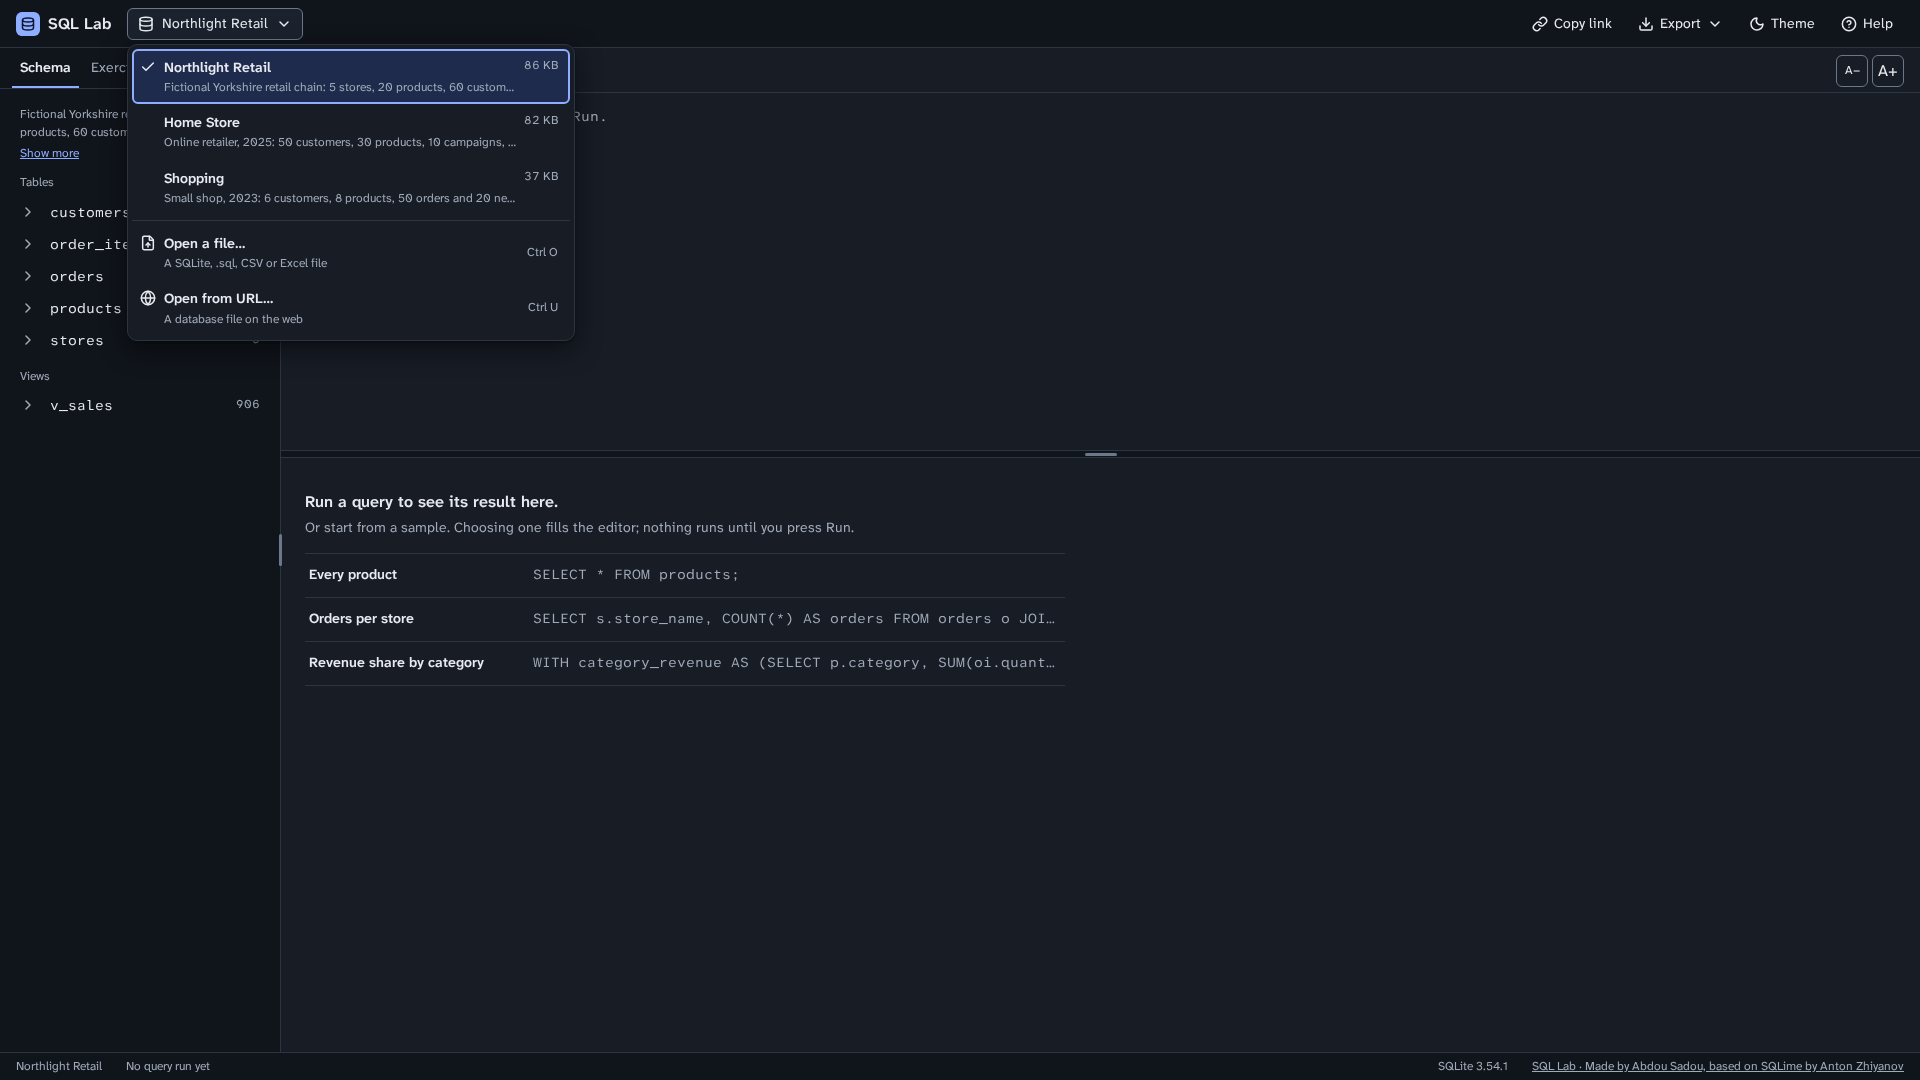 SQL Lab
Northlight Retail
Copy link
Export
Theme
Help
Schema
Exerc
Northlight Retail
86 KB
Fictional Yorkshire retail chain: 5 stores, 20 products, 60 custom...
Home Store
82 KB
Online retailer, 2025: 50 customers, 30 products, 10 campaigns, ...
Shopping
37 KB
Small shop, 2023: 6 customers, 8 products, 50 orders and 20 ne...
Open a file...
A SQLite, .sql, CSV or Excel file
Ctrl O
Open from URL...
A database file on the web
Ctrl U
A−
A+
Run.
Fictional Yorkshire r
products, 60 custom
Show more
Tables
customers
order_ite
orders
products
stores
Views
v_sales
906
Run a query to see its result here.
Or start from a sample. Choosing one fills the editor; nothing runs until you press Run.
Every product
SELECT * FROM products;
Orders per store
SELECT s.store_name, COUNT(*) AS orders FROM orders o JOI...
Revenue share by category
WITH category_revenue AS (SELECT p.category, SUM(oi.quant...
Northlight Retail
No query run yet
SQLite 3.54.1
SQL Lab · Made by Abdou Sadou, based on SQLime by Anton Zhiyanov